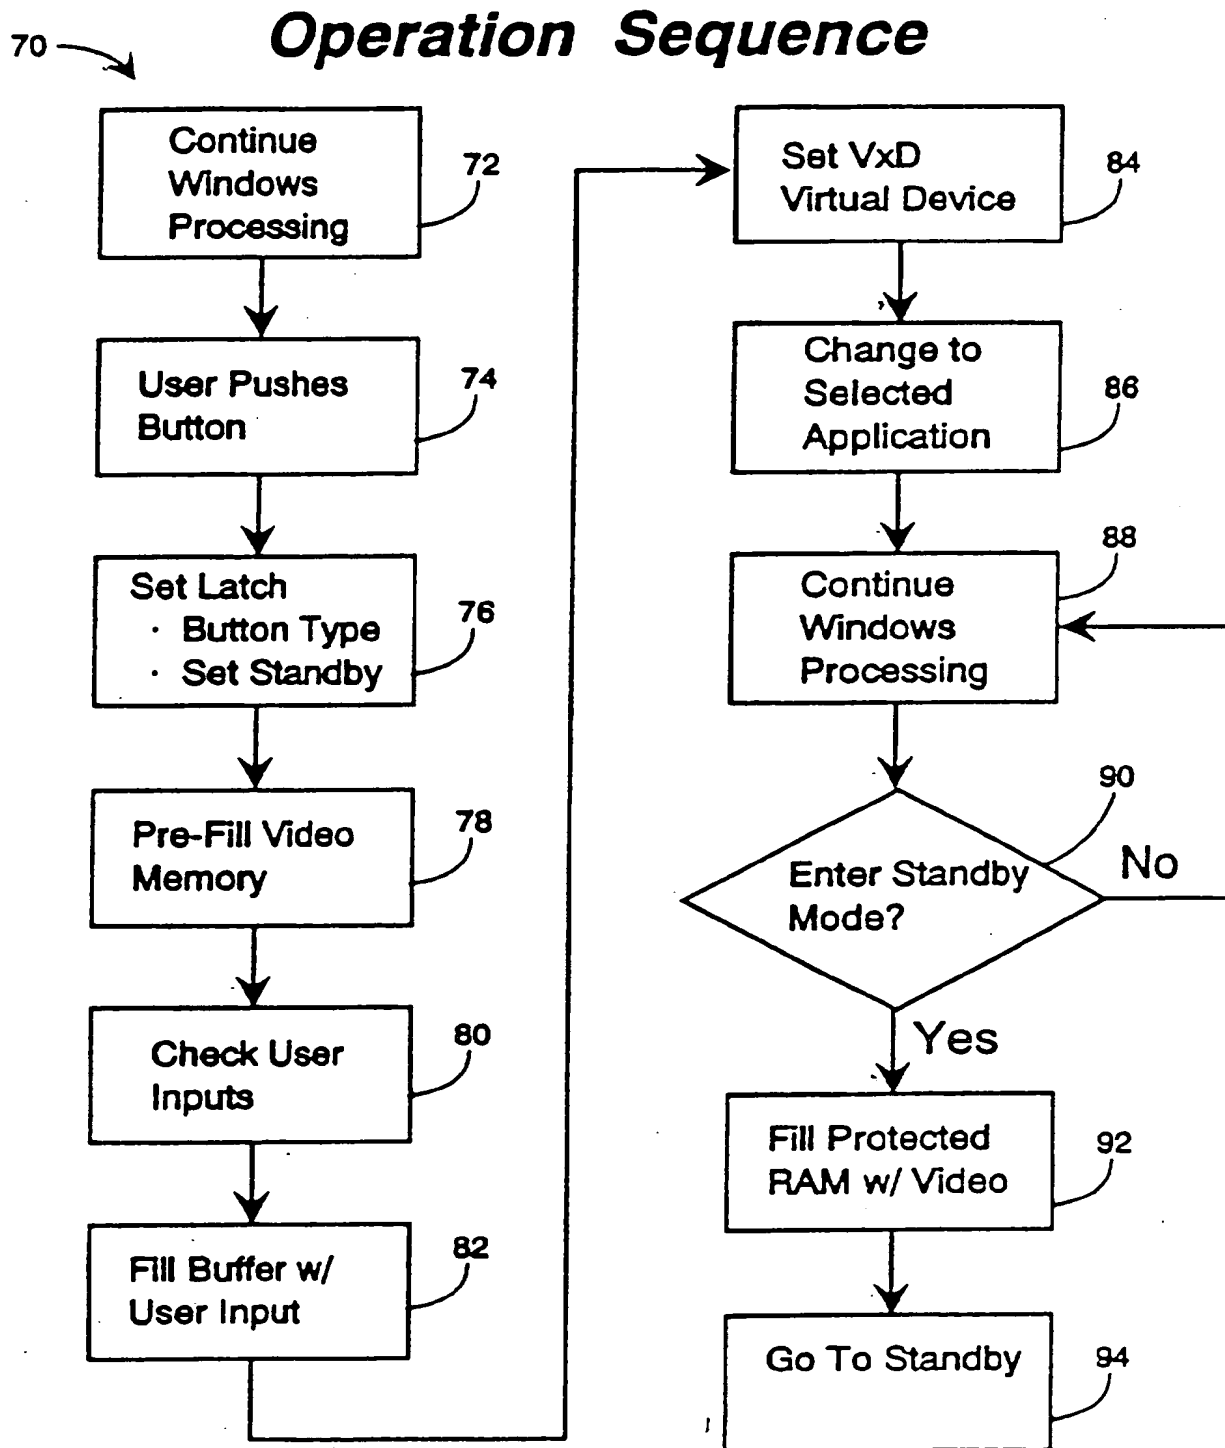 Operation Sequence
70
Continue
Windows
Processing
72
User Pushes
Button
74
Set Latch
· Button Type
· Set Standby
76
Pre-Fill Video
Memory
78
Check User
Inputs
80
Fill Buffer w/
User Input
82
Set VxD
Virtual Device
84
Change to
Selected
Application
86
Continue
Windows
Processing
88
Enter Standby
Mode?
90
No
Yes
Fill Protected
RAM w/ Video
92
Go To Standby
94